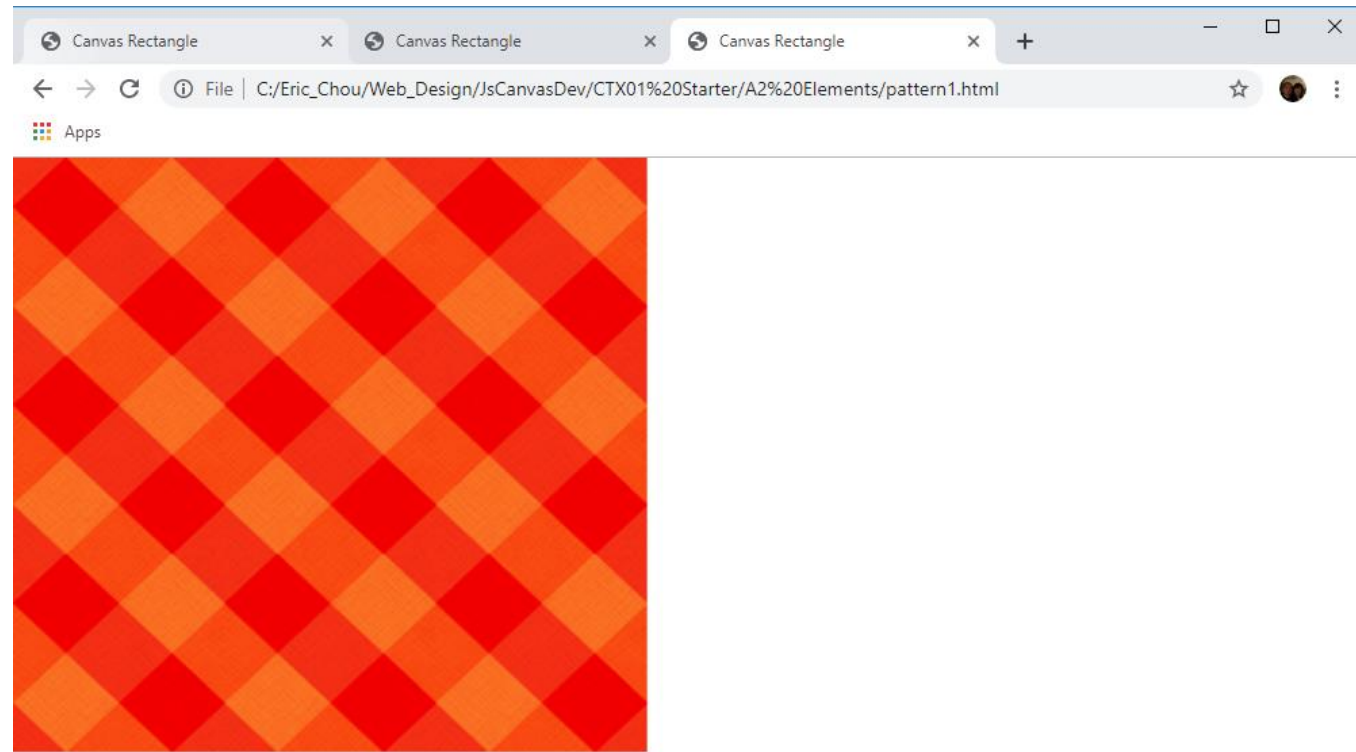 Canvas Rectangle Canvas Rectangle Canvas Rectangle
File C:/Eric_Chou/Web_Design/JsCanvasDev/CTX01%20Starter/A2%20Elements/pattern1.html
Apps